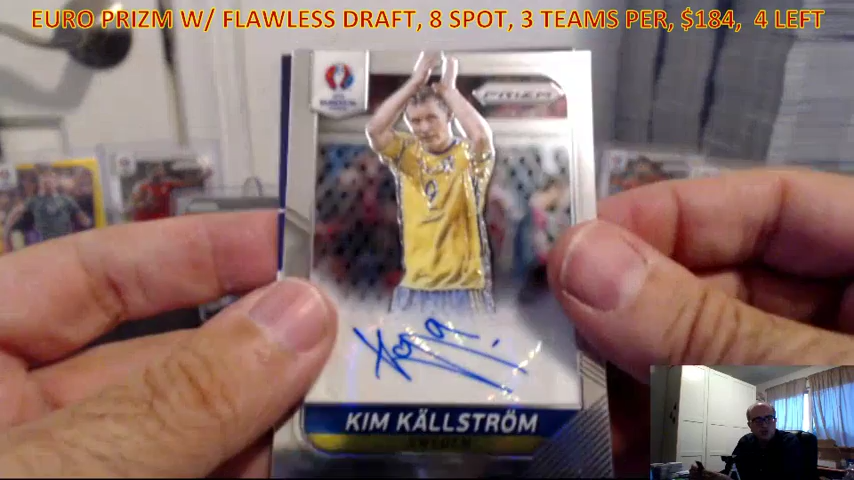 EURO PRIZM W/ FLAWLESS DRAFT, 8 SPOT, 3 TEAMS PER, $184, 4 LEFT
PRIZM
KIM KÄLLSTRÖM
SWEDEN